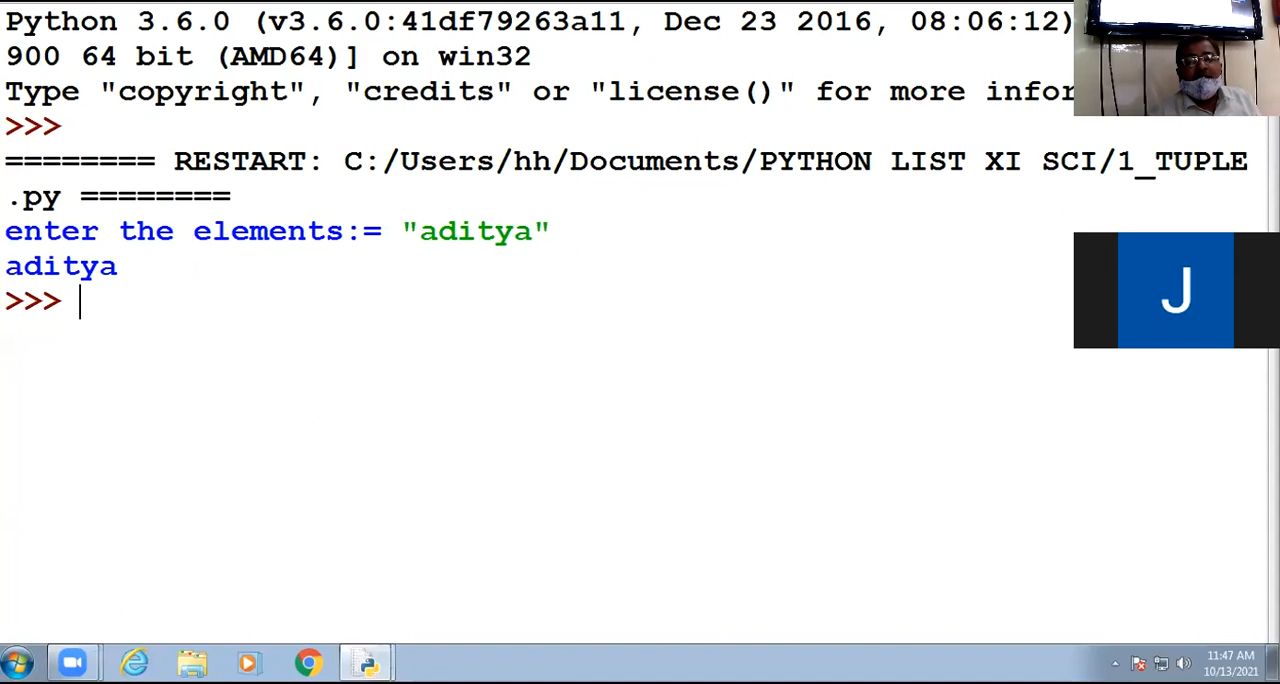 Python 3.6.0 (v3.6.0:41df79263a11, Dec 23 2016, 08:06:12)
900 64 bit (AMD64)] on win32
Type "copyright", "credits" or "license()" for more infor
>>>
======== RESTART: C:/Users/hh/Documents/PYTHON LIST XI SCI/1_TUPLE
.py ========
enter the elements:= "aditya"
aditya
>>>
J
11:47 AM
10/13/2021